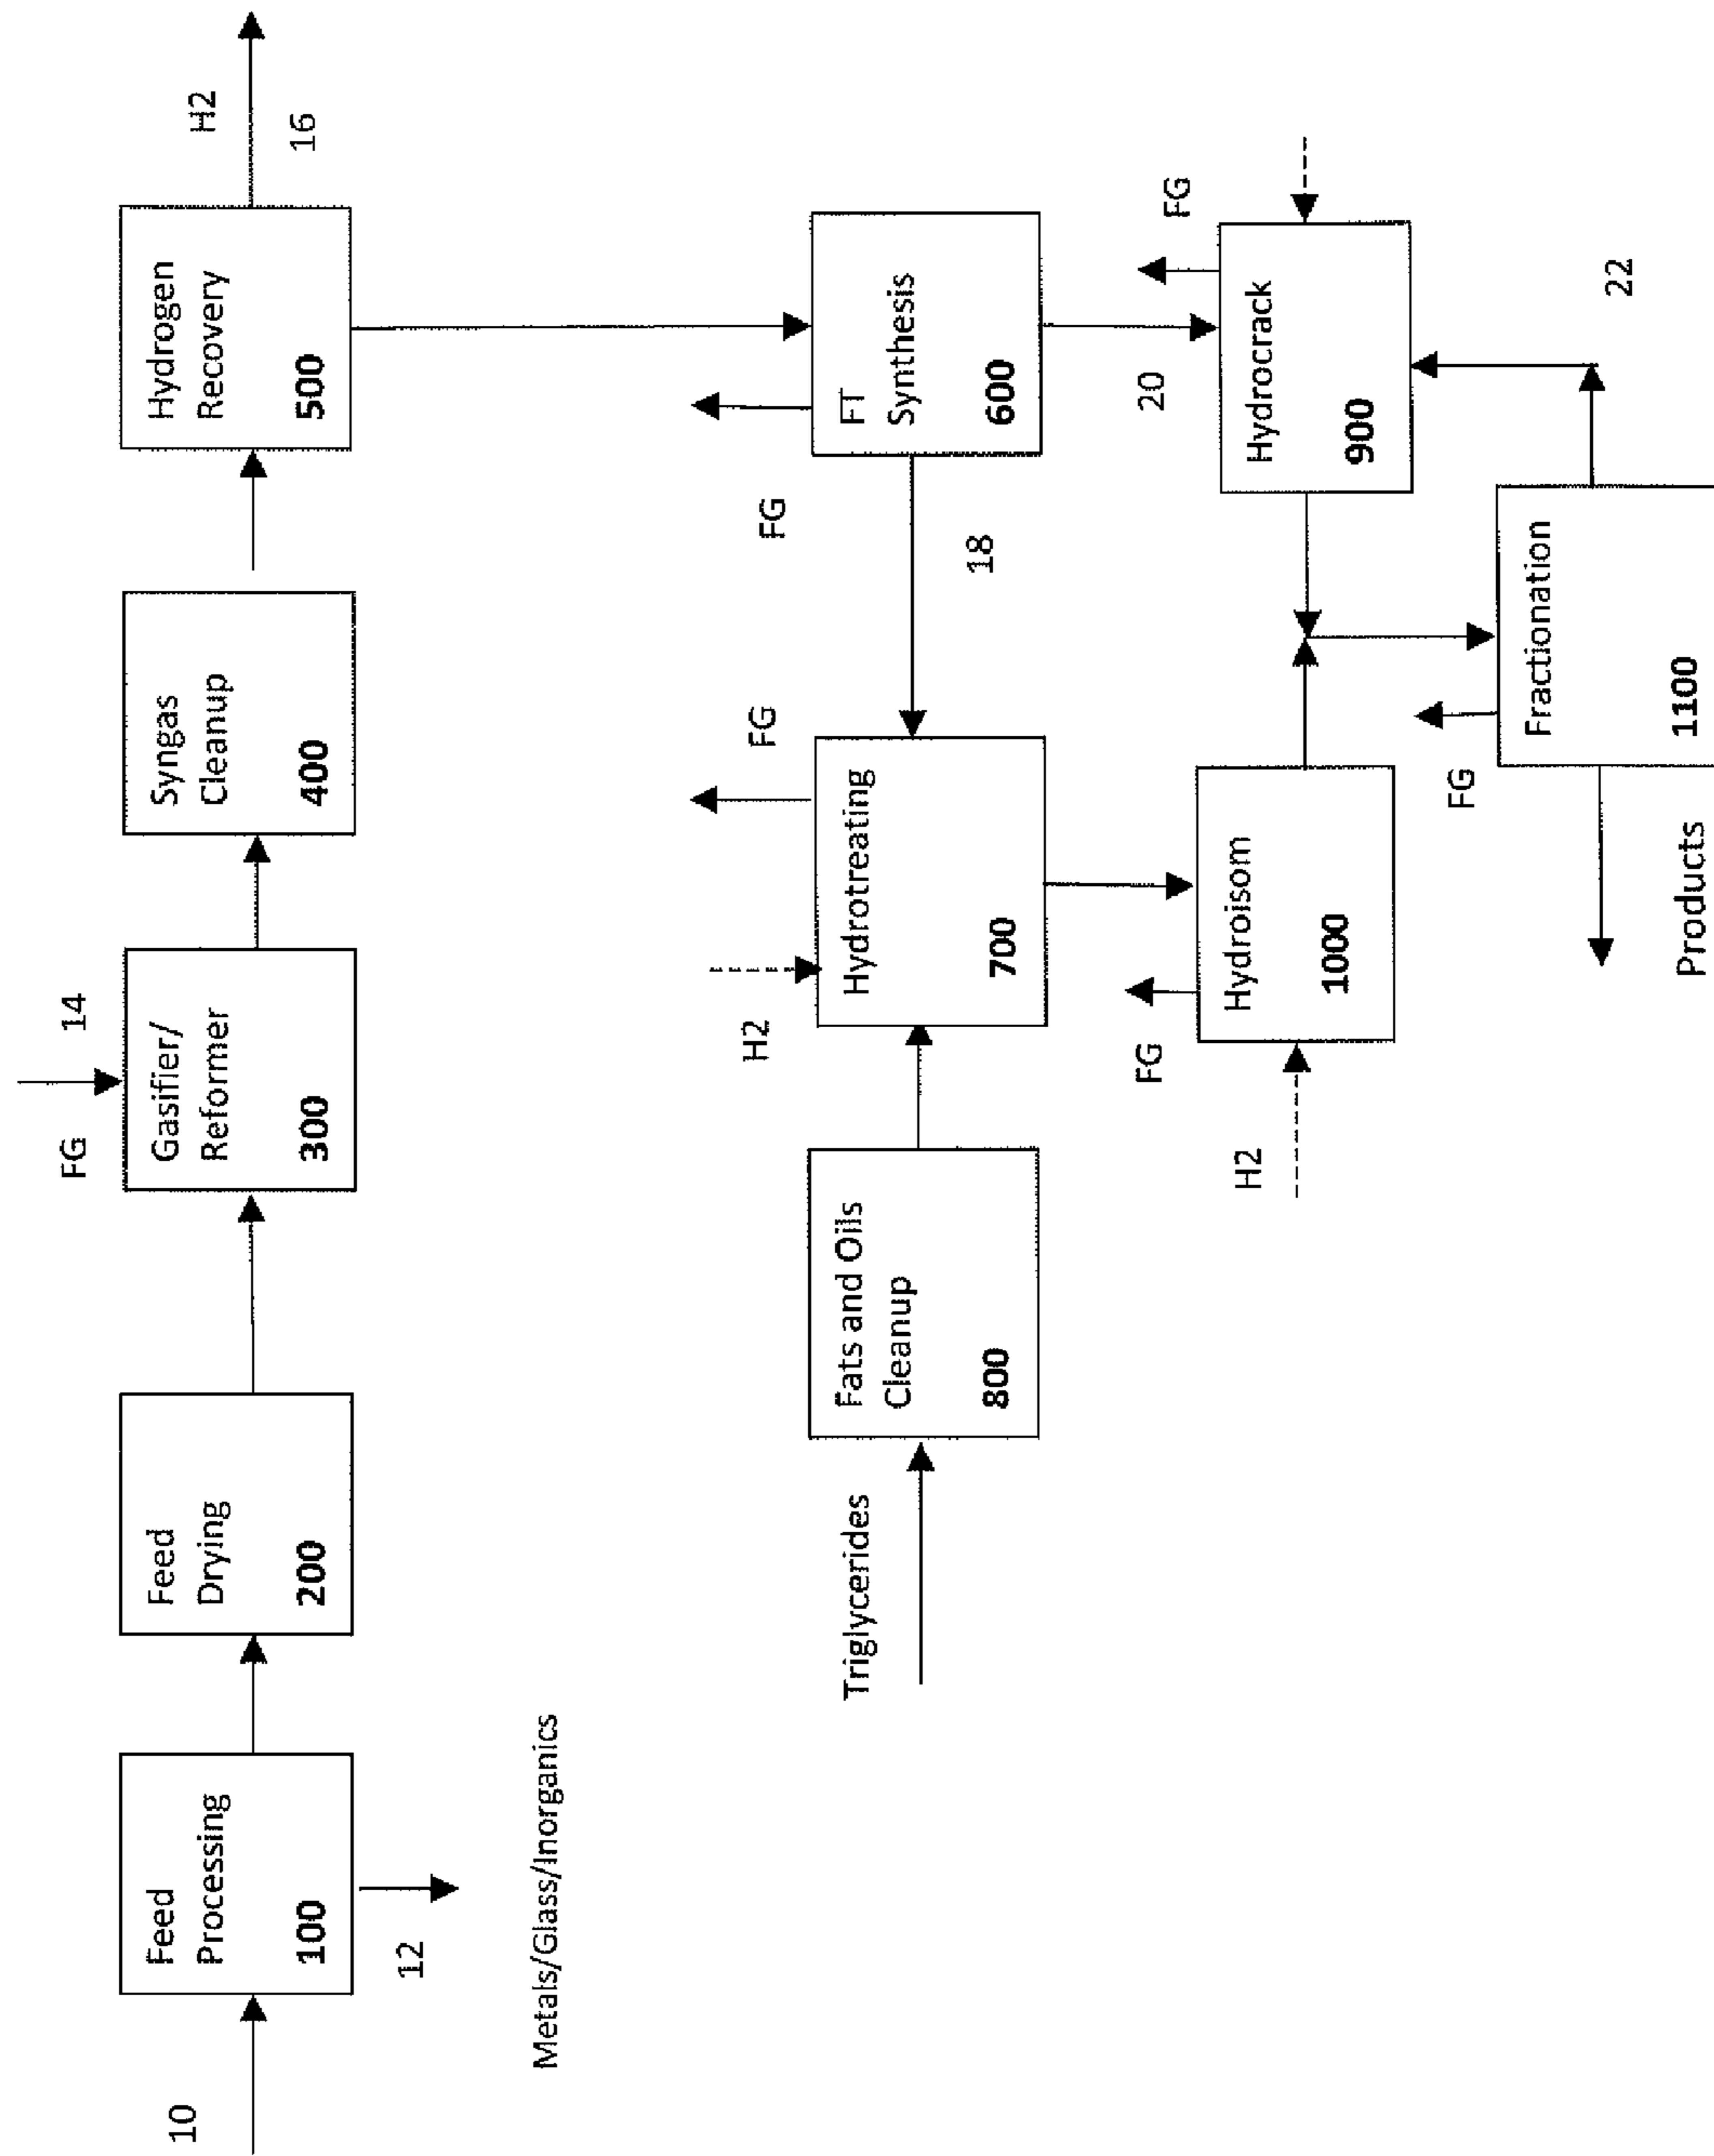 10
Feed
Processing
100
12
Metals/Glass/Inorganics
Feed
Drying
200
FG
14
Gasifier/
Reformer
300
Syngas
Cleanup
400
Hydrogen
Recovery
500
H2
16
Triglycerides
Fats and Oils
Cleanup
800
H2
Hydrotreating
700
FG
18
FG
FT
Synthesis
600
20
H2
FG
Hydroisom
1000
FG
Hydrocrack
900
22
FG
Fractionation
1100
Products